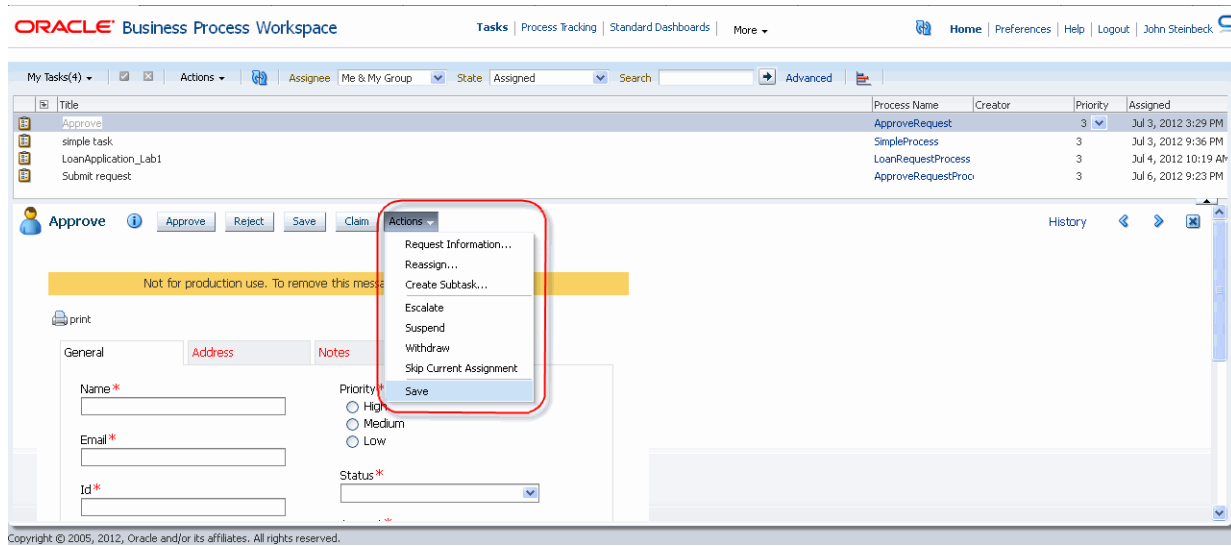 ORACLE Business Process Workspace Tasks | Process Tracking | Standard Dashboards | More Home | Preferences | Help | Logout | John Steinbeck
My Tasks(4) Actions Assignee Me & My Group State Assigned Search Advanced
Title Process Name Creator Priority Assigned
Approve ApproveRequest 3 Jul 3, 2012 3:29 PM
simple task SimpleProcess 3 Jul 3, 2012 9:36 PM
LoanApplication_Lab1 LoanRequestProcess 3 Jul 4, 2012 10:19 AM
Submit request ApproveRequestProc 3 Jul 6, 2012 9:23 PM
Approve Approve Reject Save Claim Actions History
Request Information...
Reassign...
Not for production use. To remove this messa Create Subtask...
Escalate
print
Suspend
Withdraw
General Address Notes
Skip Current Assignment
Name * Priority * Save
High
Medium
Email * Low
Status *
Id *
Copyright © 2005, 2012, Oracle and/or its affiliates. All rights reserved.